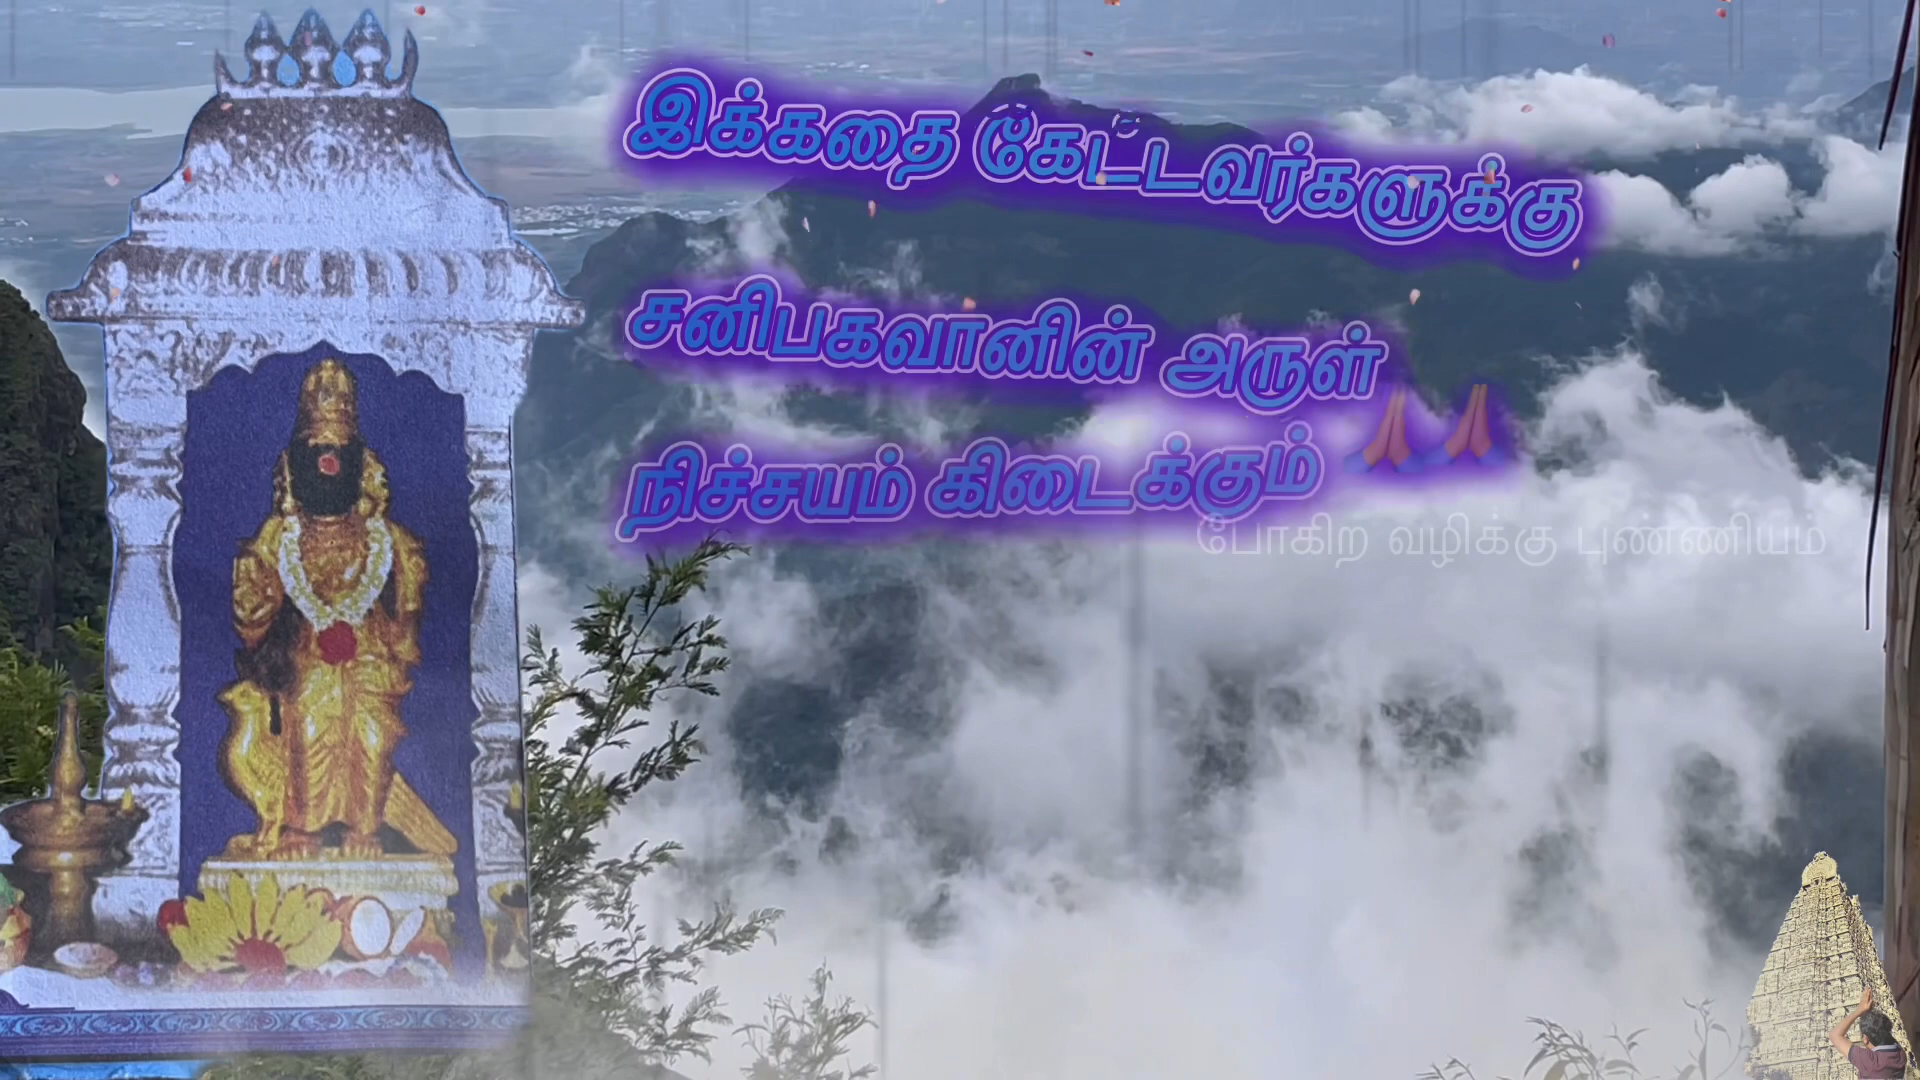 இக்கதை கேட்டவர்களுக்கு
சனிபகவானின் அருள்
நிச்சயம் கிடைக்கும் 🙏🙏
போகிற வழிக்கு புண்ணியம்